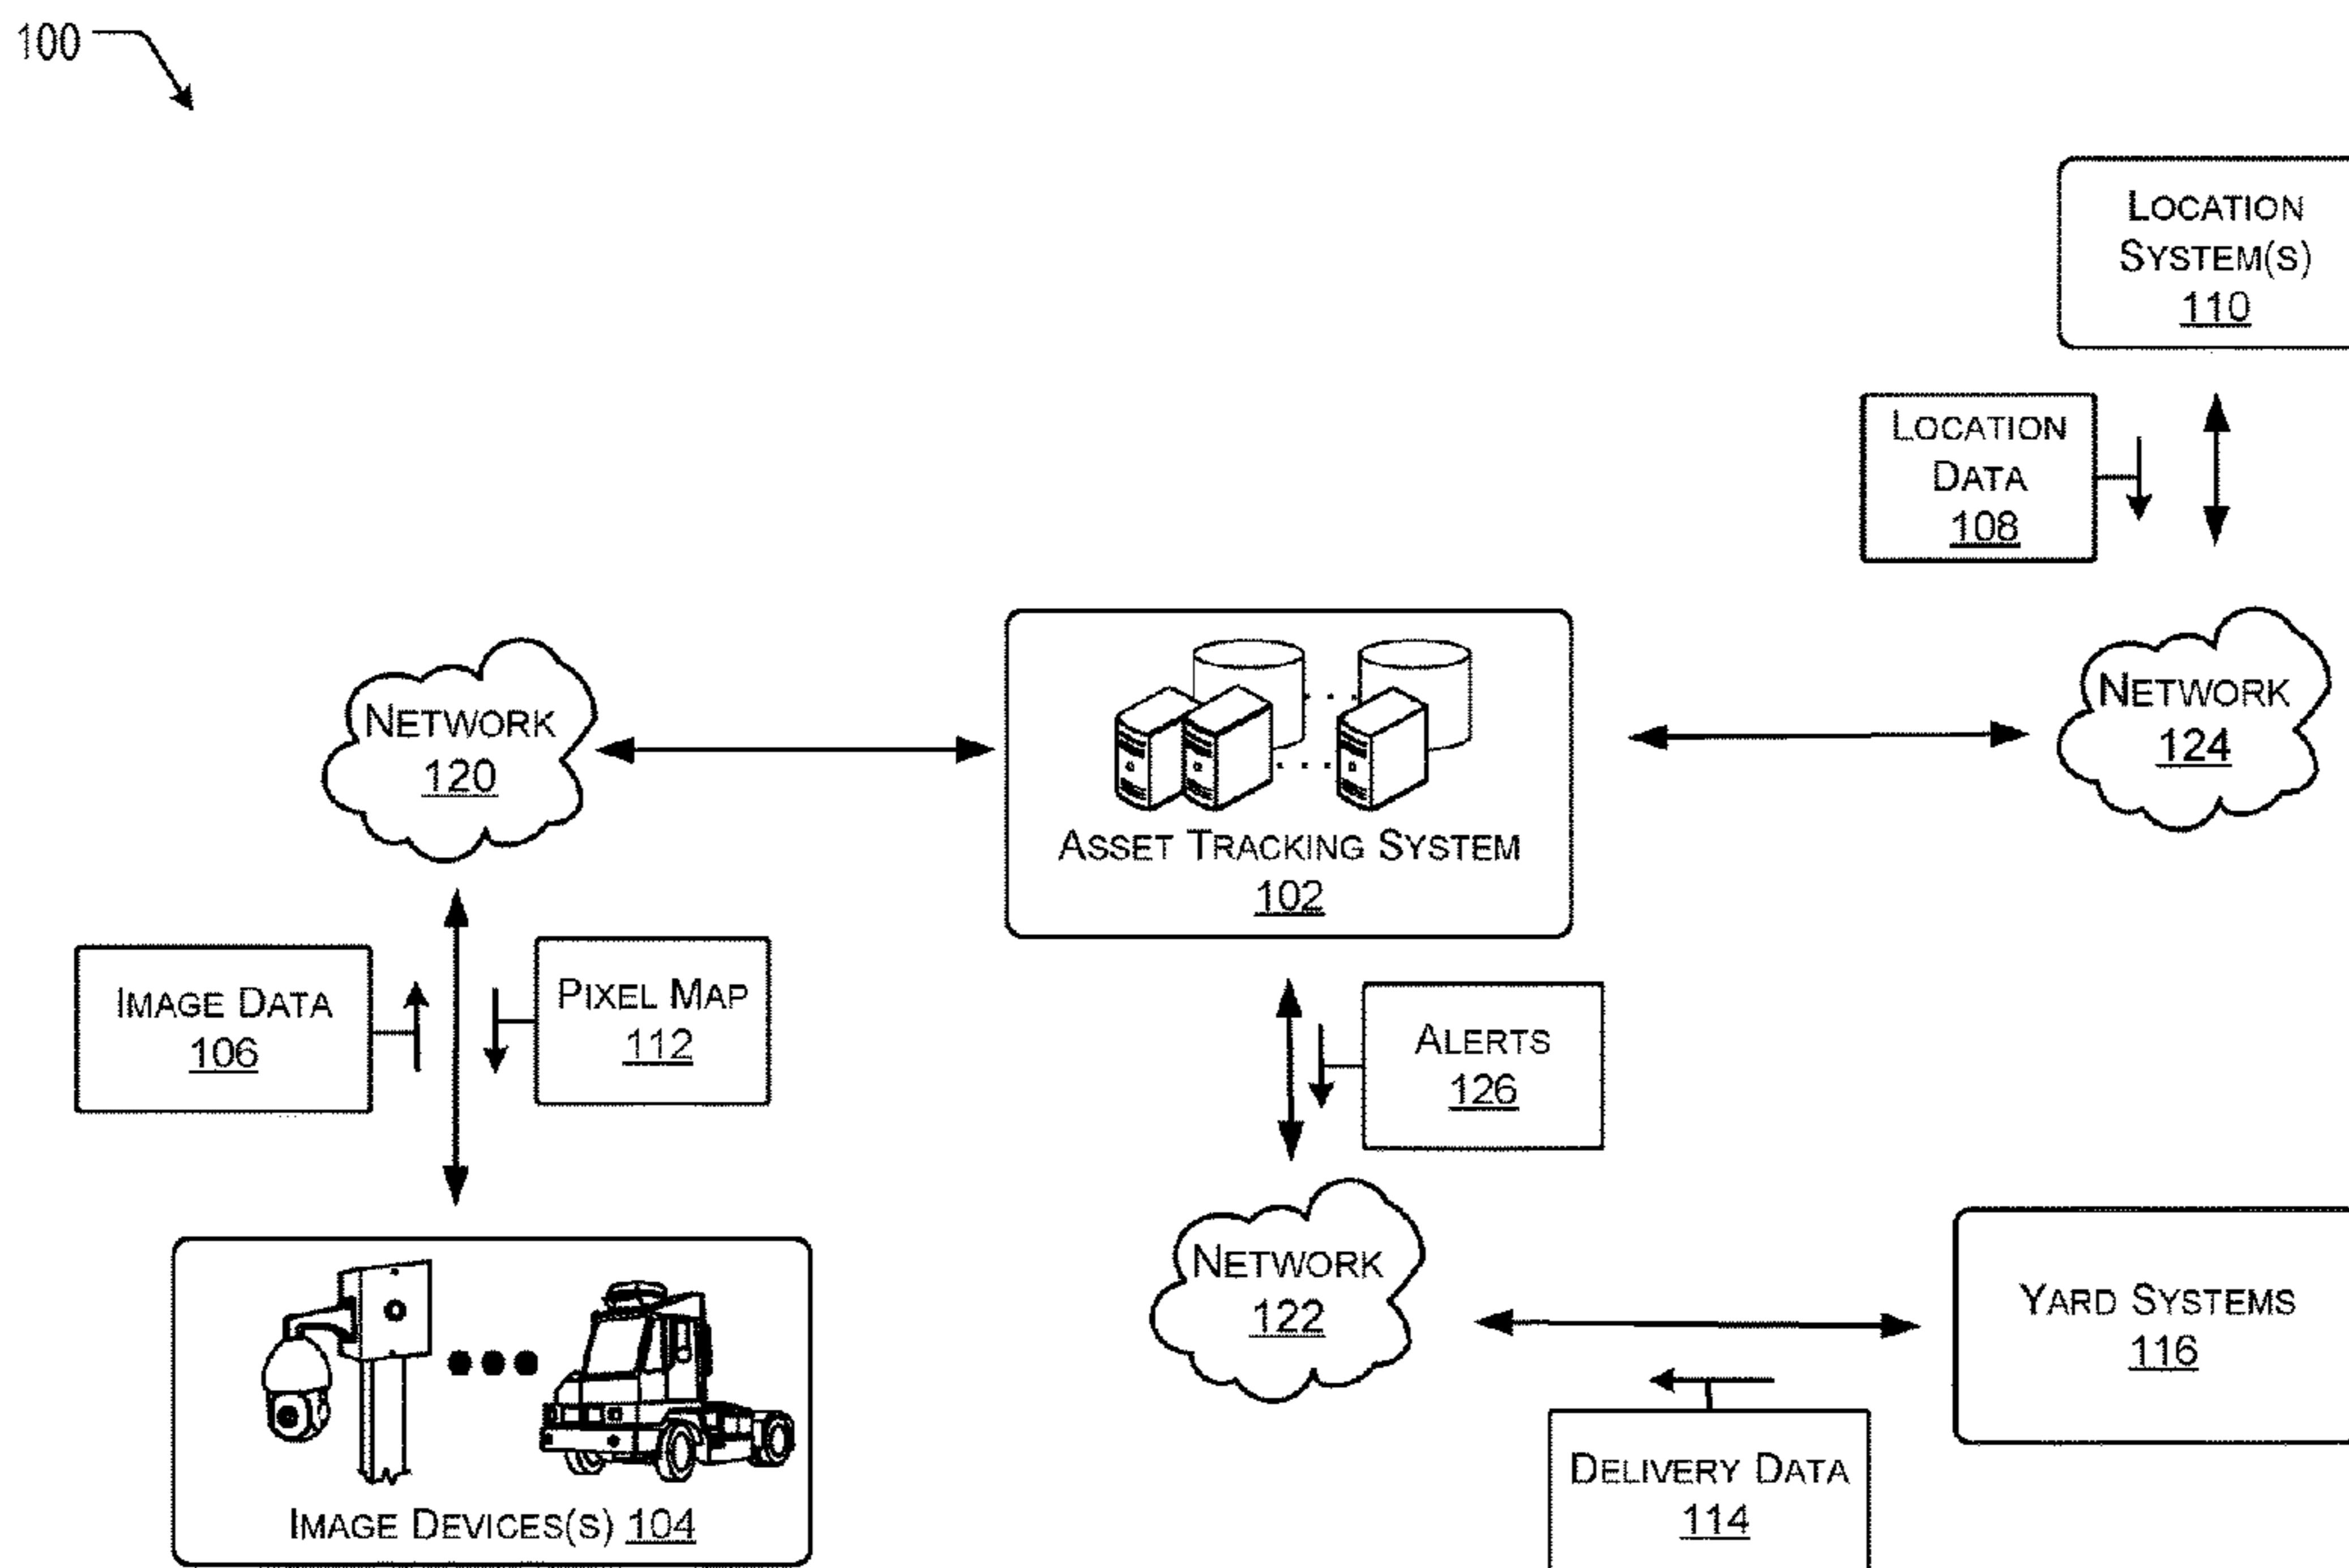 100
LOCATION
SYSTEM(S)
110
LOCATION
DATA
108
NETWORK
120
ASSET TRACKING SYSTEM
102
NETWORK
124
IMAGE DATA
106
PIXEL MAP
112
ALERTS
126
NETWORK
122
YARD SYSTEMS
116
DELIVERY DATA
114
IMAGE DEVICES(S) 104